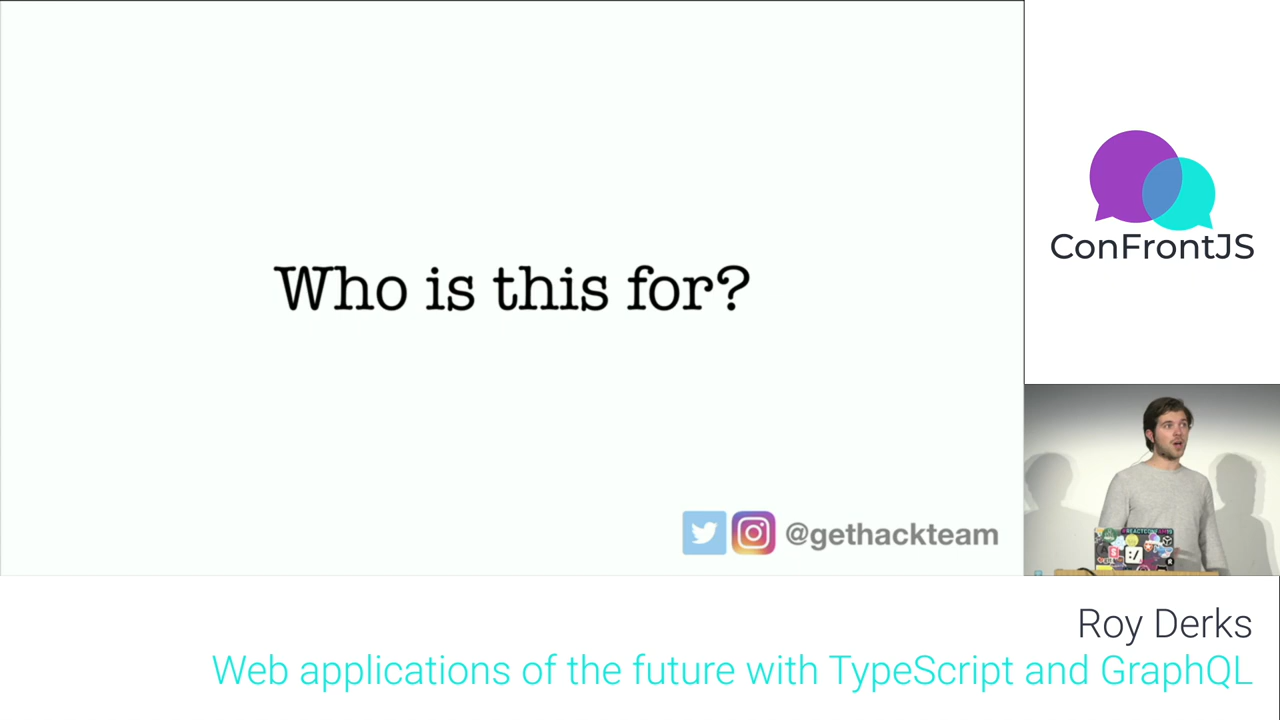 Who is this for?
@gethackteam
ConFrontJS
Roy Derks
Web applications of the future with TypeScript and GraphQL